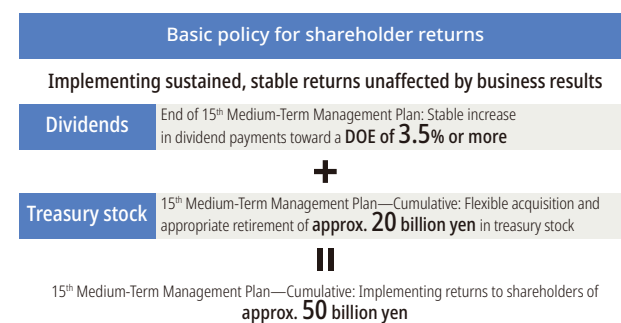 Basic policy for shareholder returns
Implementing sustained, stable returns unaffected by business results
Dividends
End of 15th Medium-Term Management Plan: Stable increase
in dividend payments toward a DOE of 3.5% or more
+
Treasury stock
15th Medium-Term Management Plan—Cumulative: Flexible acquisition and
appropriate retirement of approx. 20 billion yen in treasury stock
=
15th Medium-Term Management Plan—Cumulative: Implementing returns to shareholders of
approx. 50 billion yen